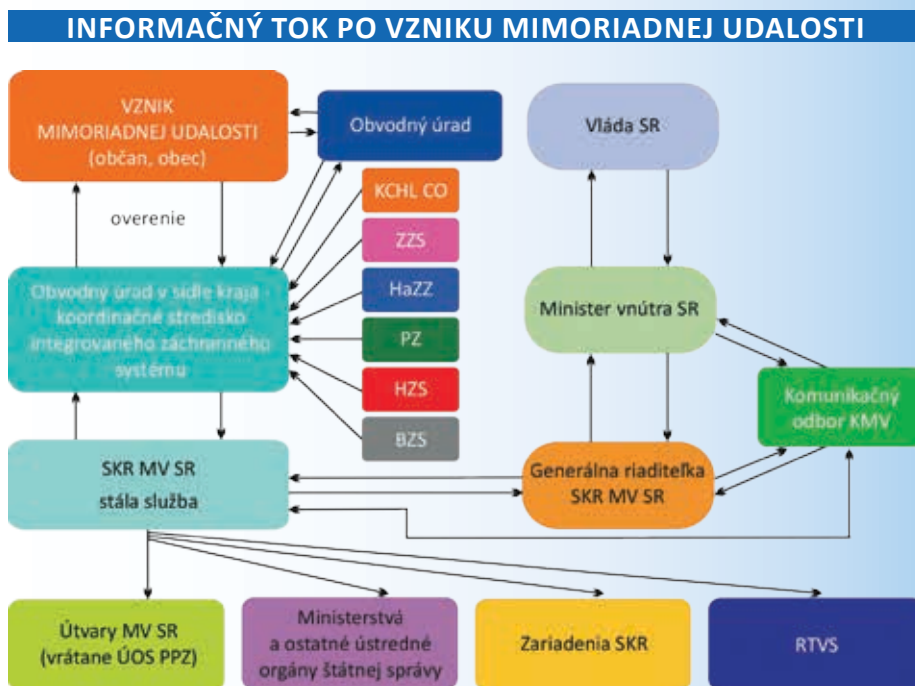 INFORMAČNÝ TOK PO VZNIKU MIMORIADNEJ UDALOSTI
VZNIK
MIMORIADNEJ UDALOSTI
(občan, obec)
Obvodný úrad
Vláda SR
overenie
KCHL CO
ZZS
HaZZ
PZ
HZS
BZS
Obvodný úrad v sídle kraja -
koordinačné stredisko
integrovaného záchranného
systému
Minister vnútra SR
Komunikačný
odbor KMV
SKR MV SR
stála služba
Generálna riaditeľka
SKR MV SR
Útvary MV SR
(vrátane ÚOS PPZ)
Ministerstvá
a ostatné ústredné
orgány štátnej správy
Zariadenia SKR
RTVS